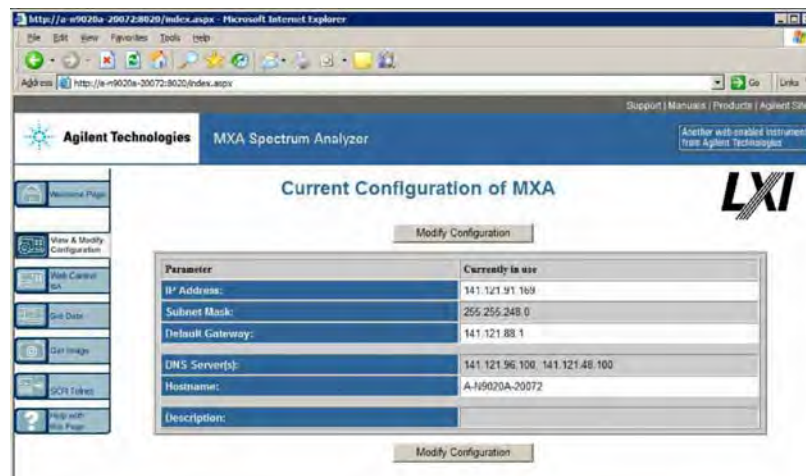 http://a-n9020a-20072:8020/index.aspx - Microsoft Internet Explorer
File Edit View Favorites Tools Help
Address http://a-n9020a-20072:8020/index.aspx Go Links
Support | Manuals | Products | Agilent Site
Agilent Technologies MXA Spectrum Analyzer
Another web-enabled instrument
from Agilent Technologies
Current Configuration of MXA
LXI
Welcome Page
Modify Configuration
View & Modify
Configuration
Parameter Currently in use
Web Control
IP Address: 141.121.91.169
Subnet Mask: 255.255.248.0
Get Data
Default Gateway: 141.121.88.1
Get Image
DNS Server(s): 141.121.96.100, 141.121.48.100
Hostname: A-N9020A-20072
Telnet
Description:
Help with
this Page
Modify Configuration